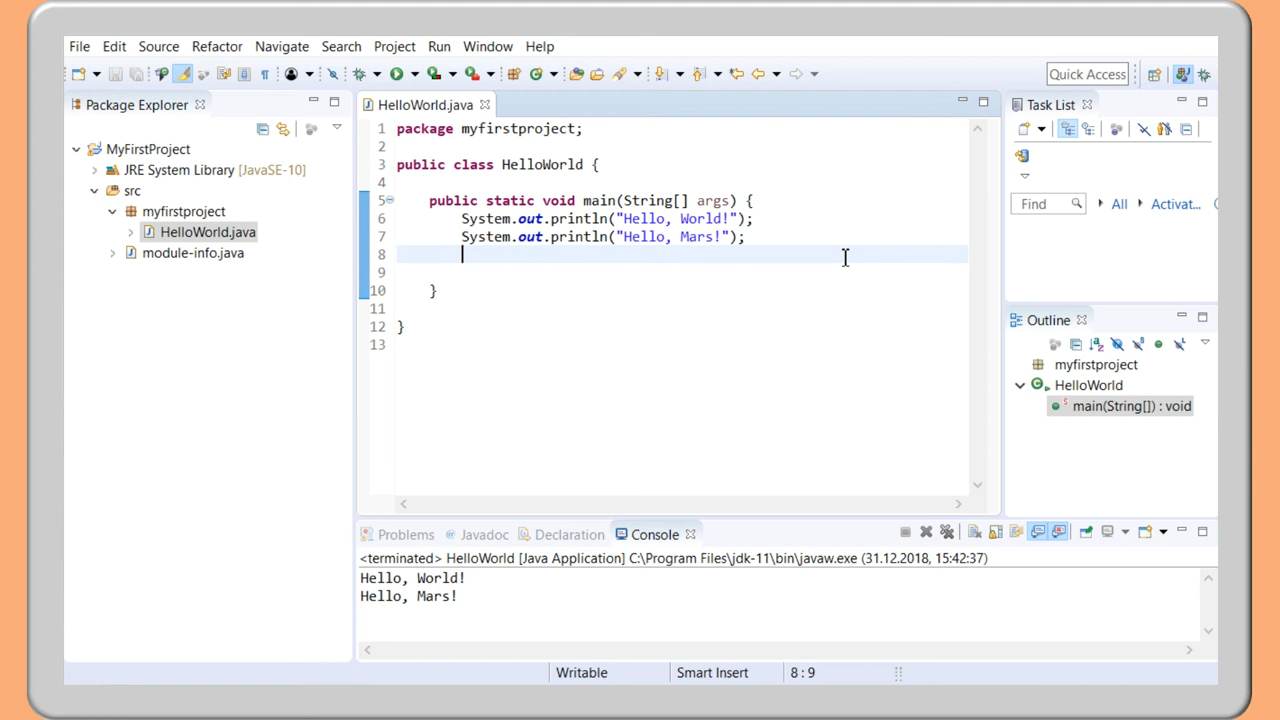 File Edit Source Refactor Navigate Search Project Run Window Help
Quick Access
Package Explorer
MyFirstProject
JRE System Library [JavaSE-10]
src
myfirstproject
HelloWorld.java
module-info.java
HelloWorld.java
1 package myfirstproject;
2
3 public class HelloWorld {
4
5 public static void main(String[] args) {
6 System.out.println("Hello, World!");
7 System.out.println("Hello, Mars!");
8
9
10 }
11
12 }
13
Task List
Find All Activat...
Outline
myfirstproject
HelloWorld
main(String[]) : void
Problems @ Javadoc Declaration Console
<terminated> HelloWorld [Java Application] C:\Program Files\jdk-11\bin\javaw.exe (31.12.2018, 15:42:37)
Hello, World!
Hello, Mars!
Writable Smart Insert 8 : 9